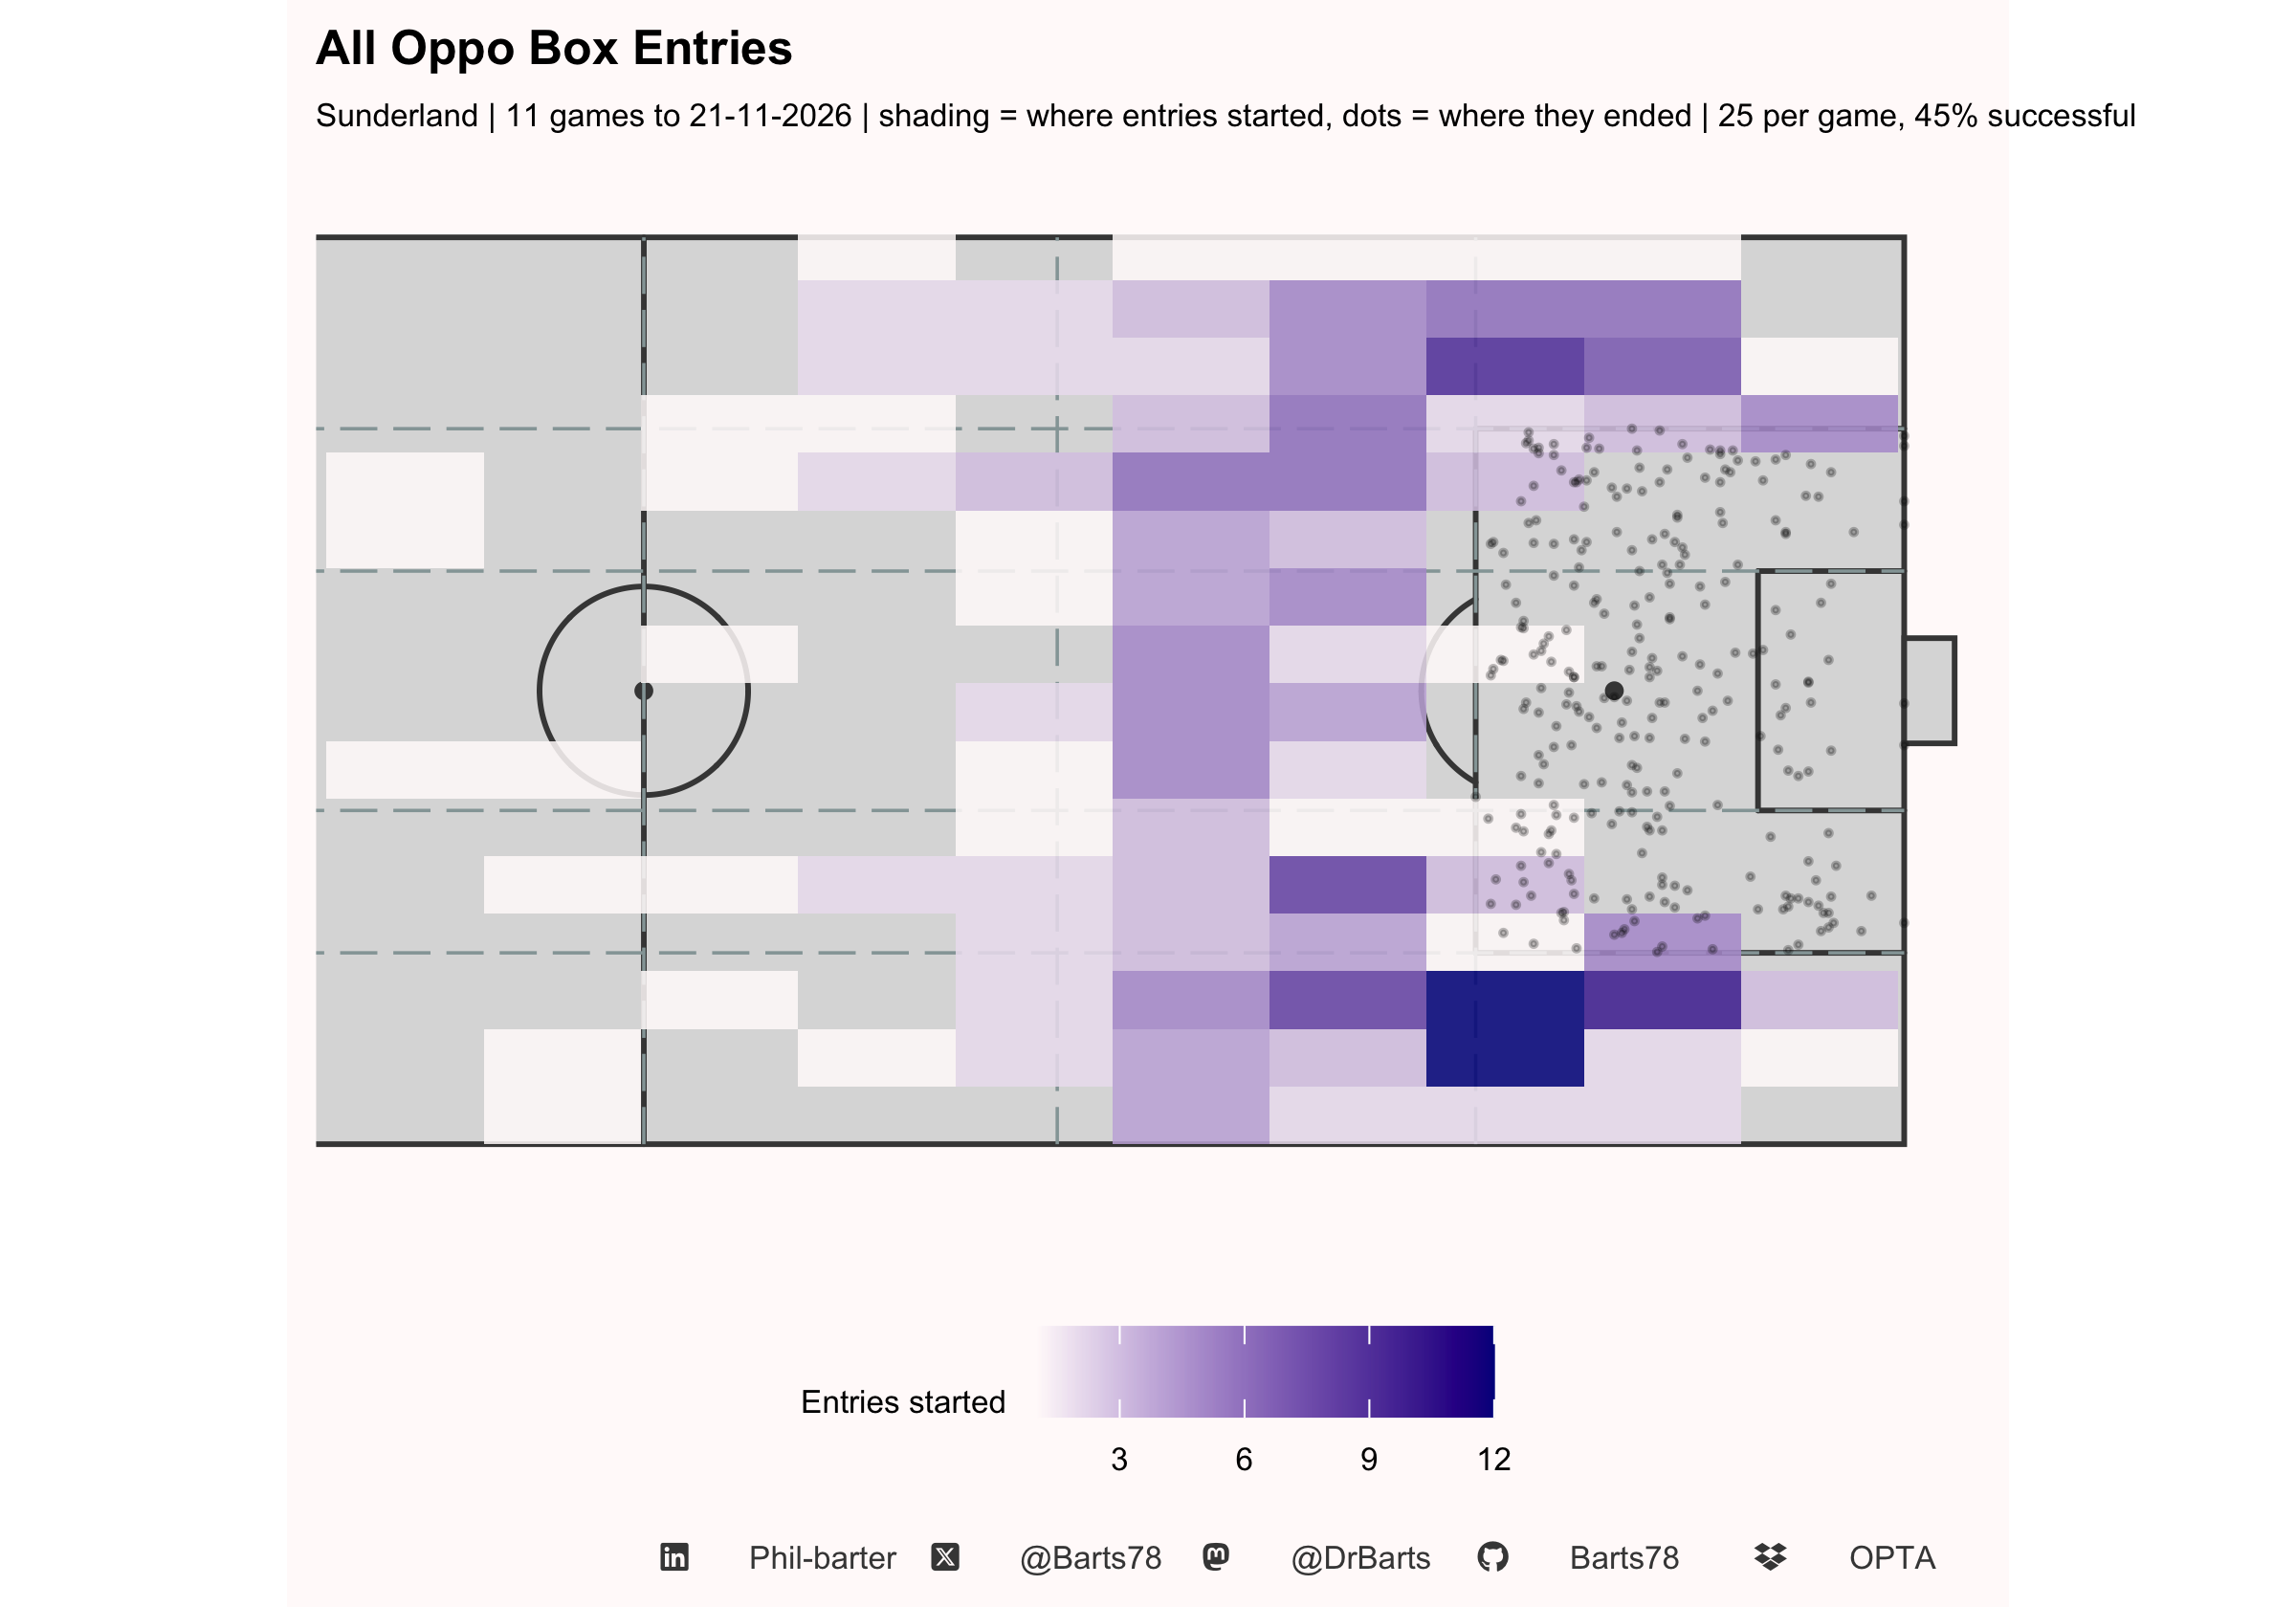 All Oppo Box Entries
Sunderland | 11 games to 21-11-2026 | shading = where entries started, dots = where they ended | 25 per game, 45% successful
Entries started
3 6 9 12
Phil-barter @Barts78 @DrBarts Barts78 OPTA